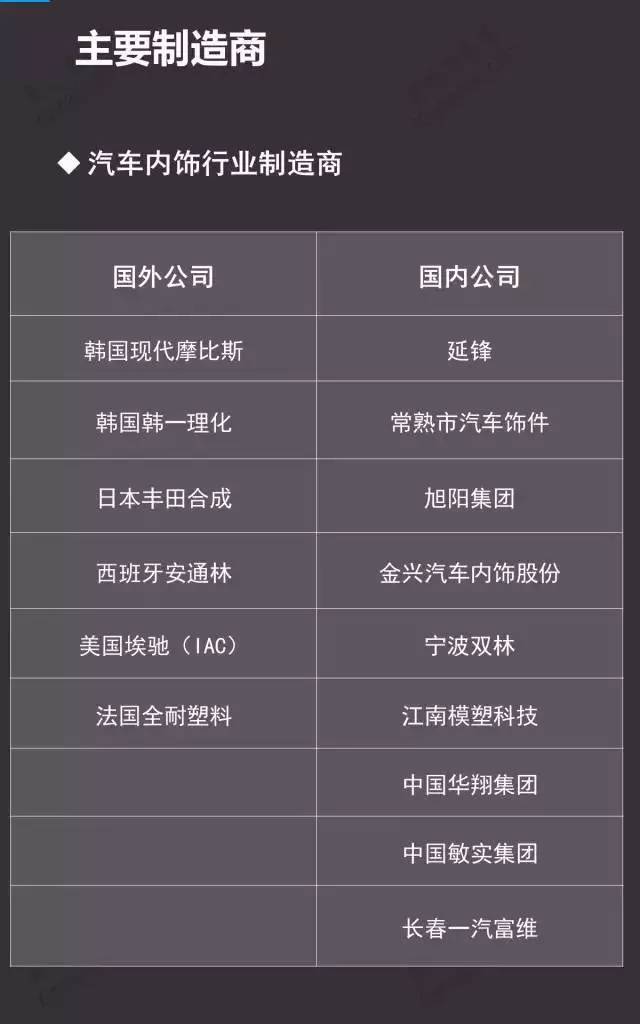 主要制造商
◆ 汽车内饰行业制造商
国外公司 国内公司
韩国现代摩比斯 延锋
韩国韩一理化 常熟市汽车饰件
日本丰田合成 旭阳集团
西班牙安通林 金兴汽车内饰股份
美国埃驰（IAC） 宁波双林
法国全耐塑料 江南模塑科技
中国华翔集团
中国敏实集团
长春一汽富维